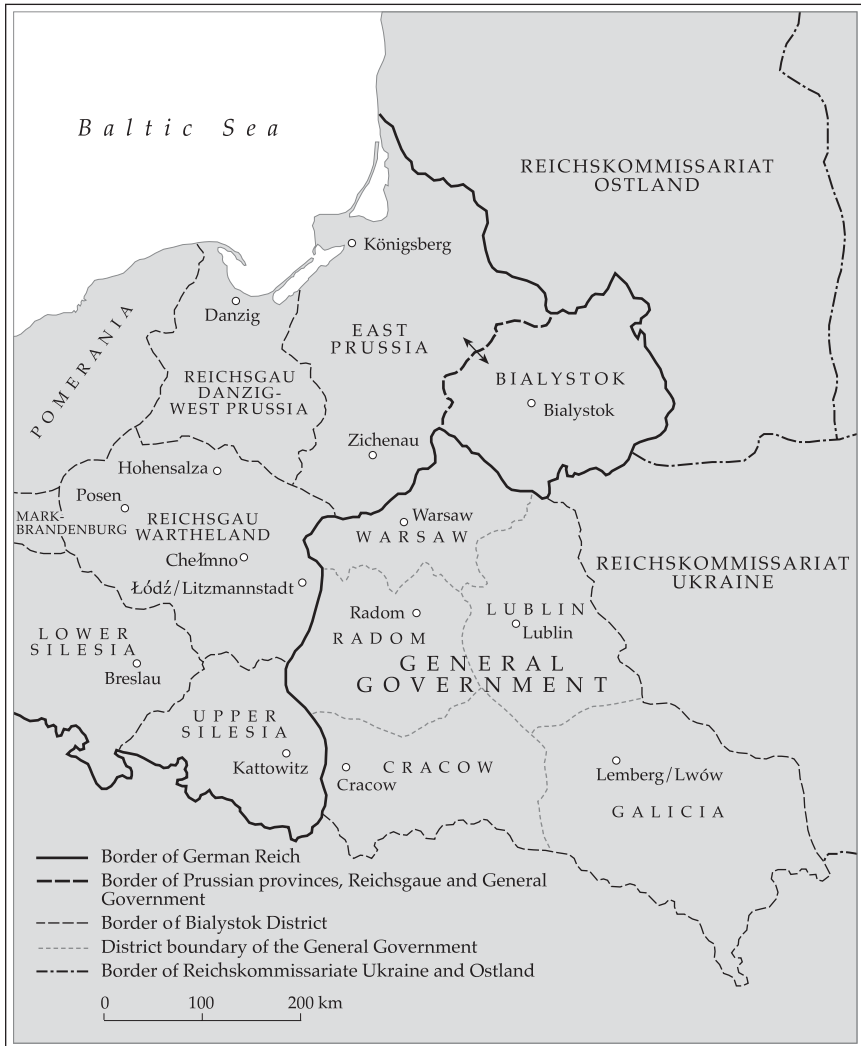 Baltic Sea
REICHSKOMMISSARIAT
OSTLAND
Königsberg
Danzig
POMERANIA
EAST
PRUSSIA
REICHSGAU
DANZIG-
WEST PRUSSIA
BIALYSTOK
Bialystok
Zichenau
Hohensalza
Posen
MARK-
BRANDENBURG
REICHSGAU
WARTHELAND
Warsaw
WARSAW
Chełmno
Łódź/Litzmannstadt
REICHSKOMMISSARIAT
UKRAINE
Radom
RADOM
LUBLIN
Lublin
LOWER
SILESIA
Breslau
GENERAL
GOVERNMENT
UPPER
SILESIA
Kattowitz
CRACOW
Cracow
Lemberg/Lwów
GALICIA
Border of German Reich
Border of Prussian provinces, Reichsgaue and General
Government
Border of Bialystok District
District boundary of the General Government
Border of Reichskommissariate Ukraine and Ostland
0 100 200 km